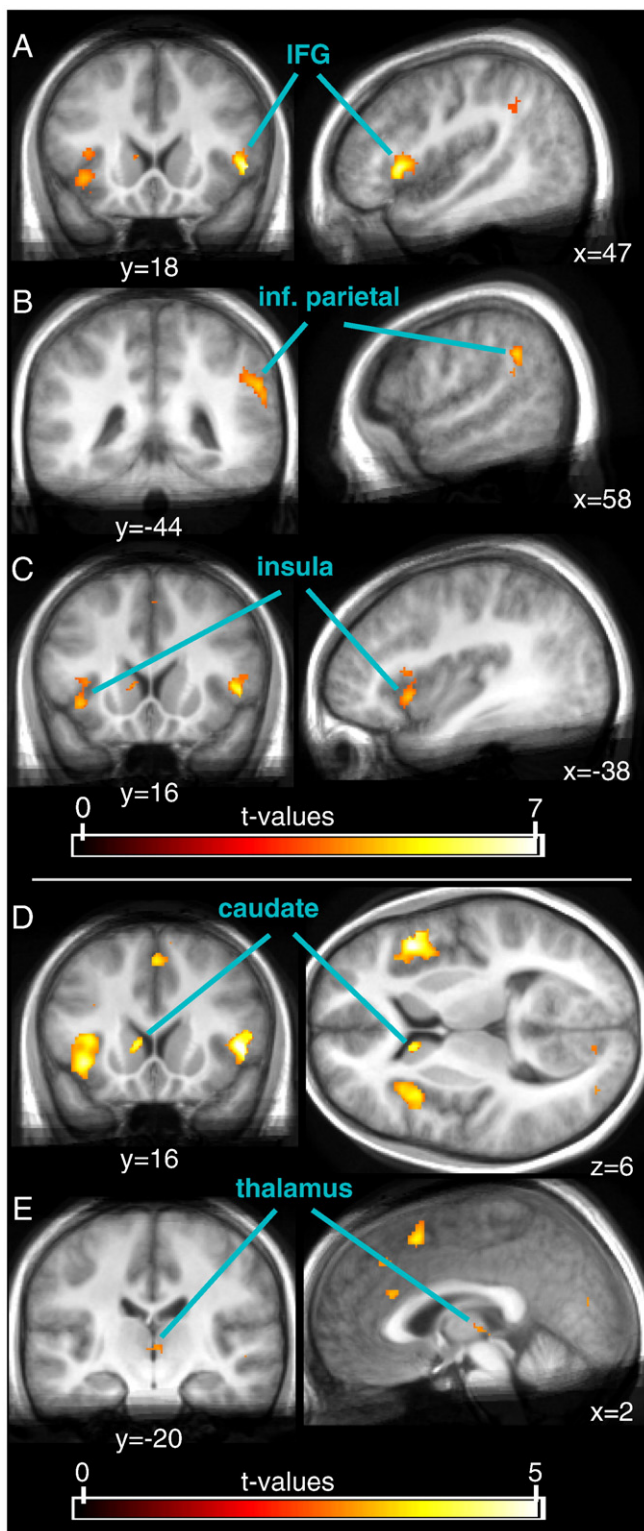 A
IFG
y=18
x=47
B
inf. parietal
y=-44
x=58
C
insula
y=16
x=-38
0
t-values
7
D
caudate
y=16
z=6
E
thalamus
y=-20
x=2
0
t-values
5